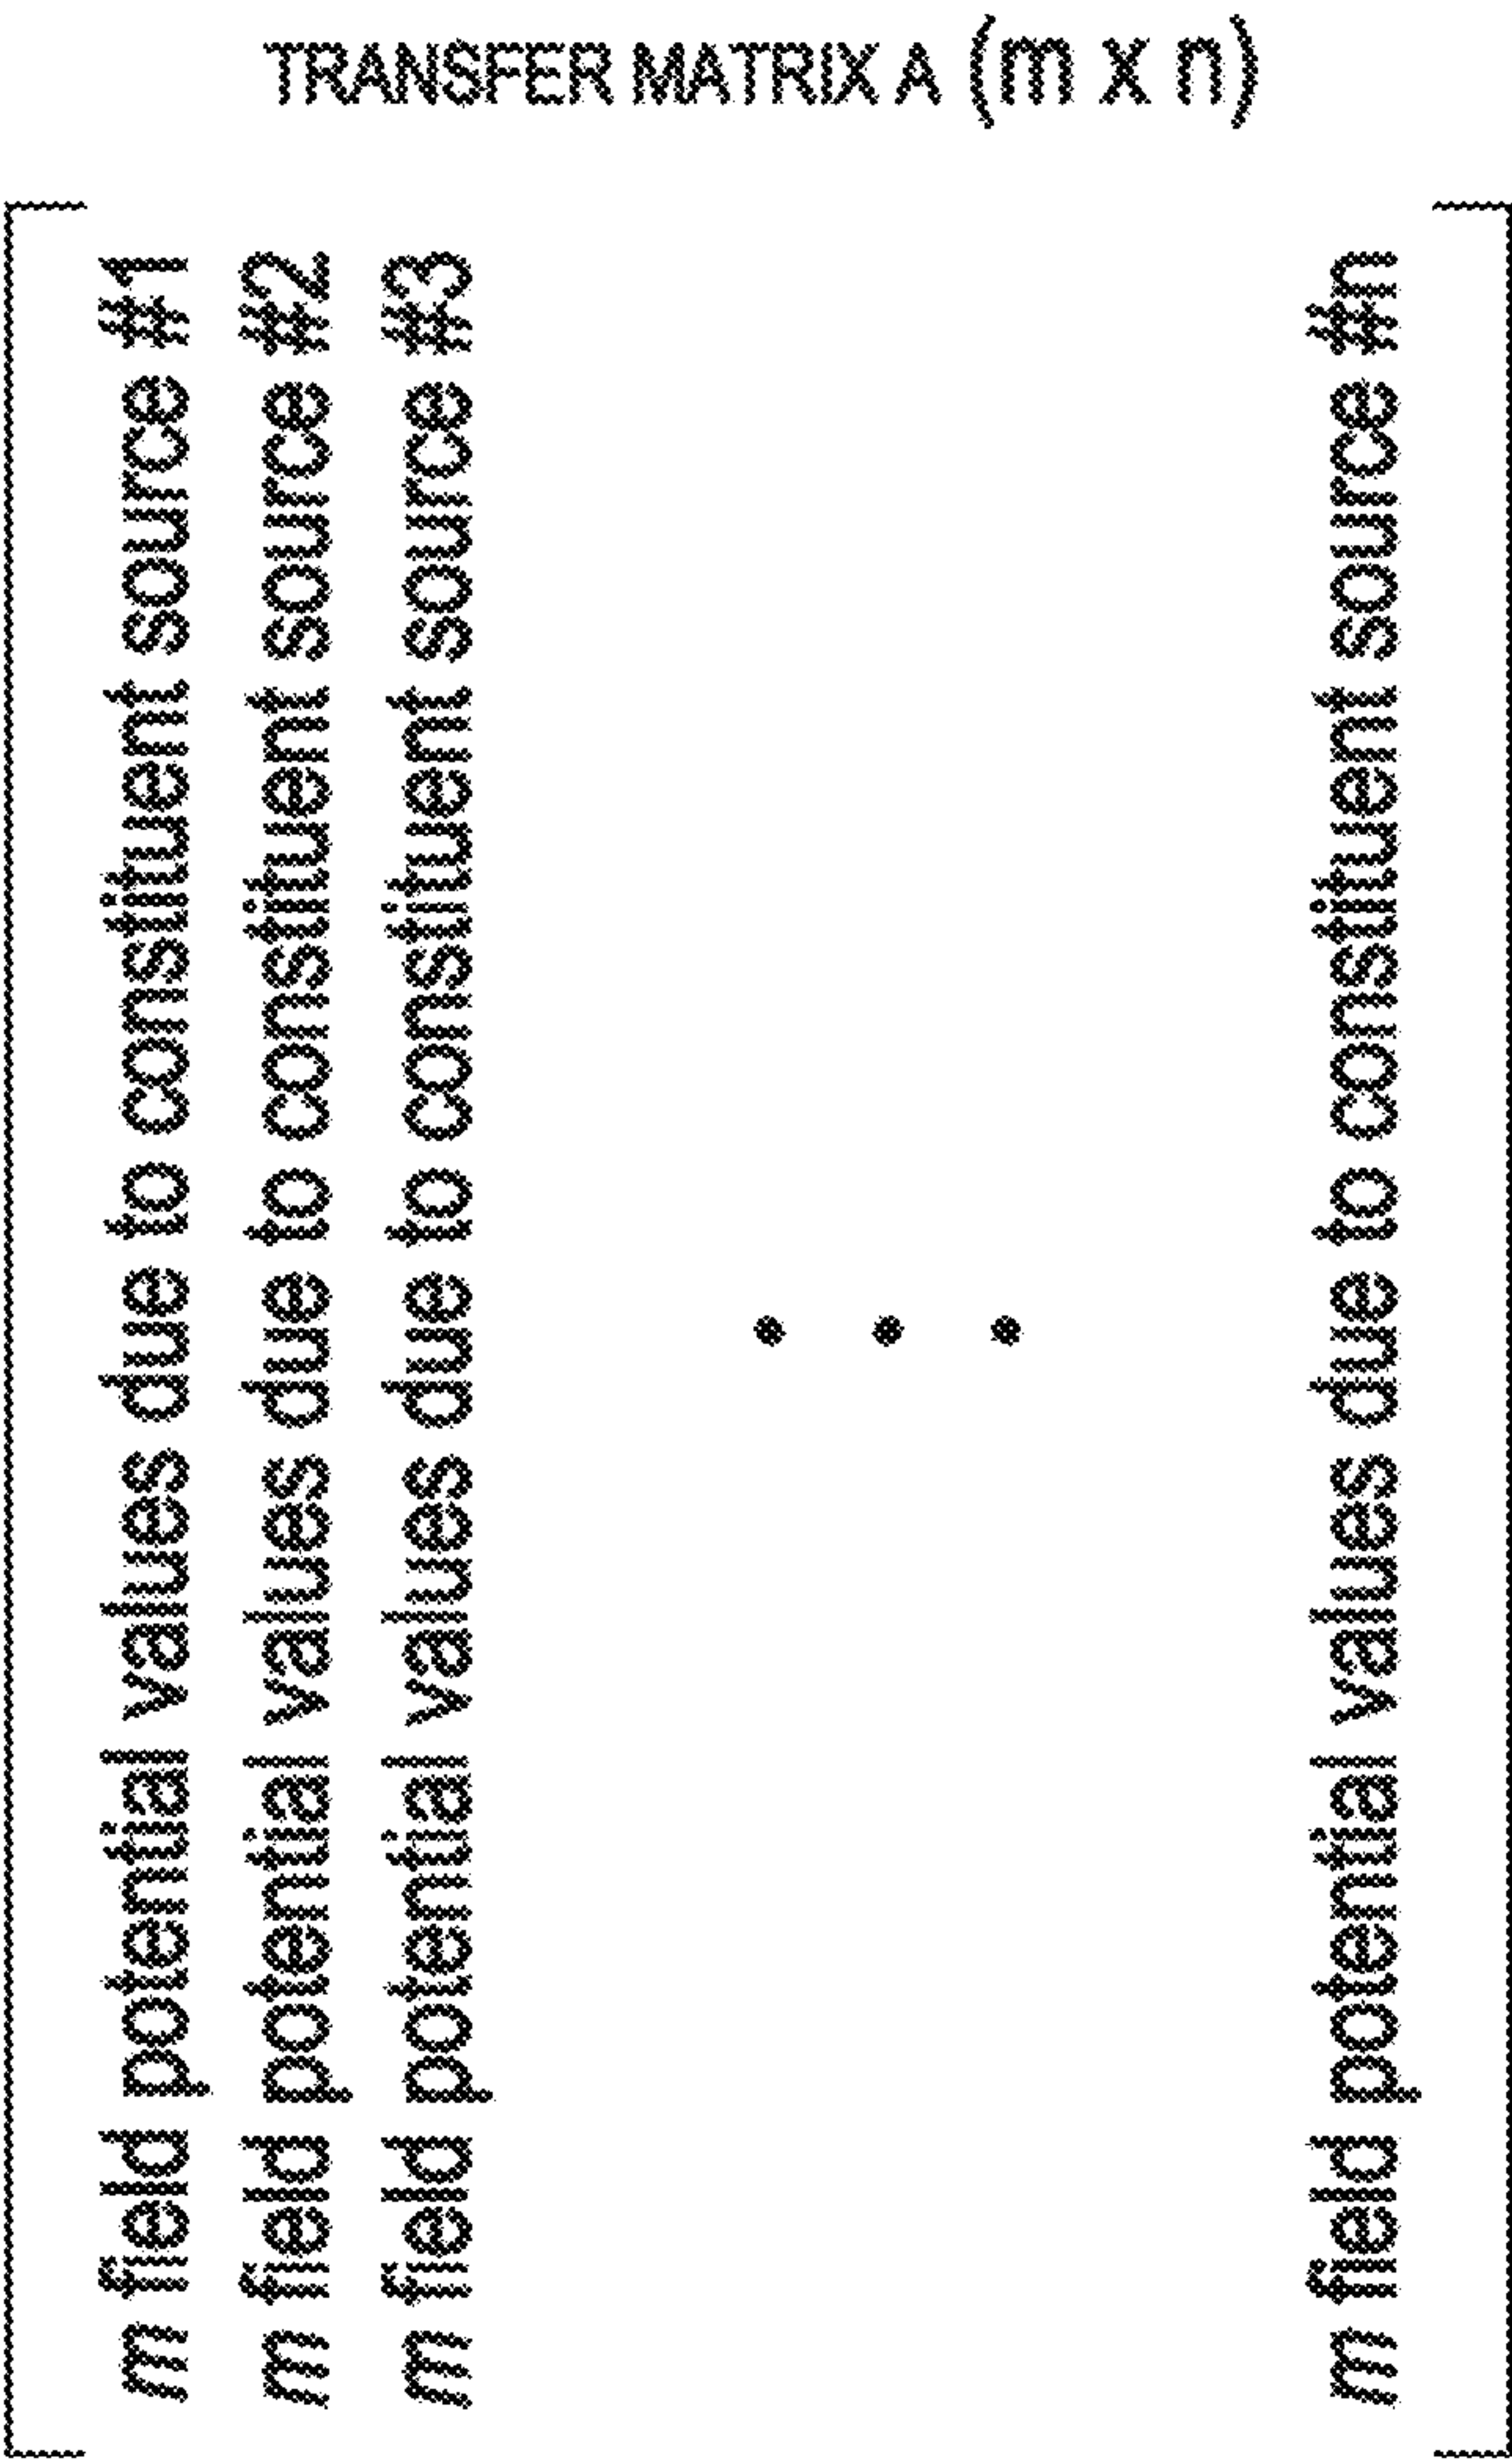 TRANSFER MATRIX A (m x n)
m field potential values due to constituent source #1
m field potential values due to constituent source #2
m field potential values due to constituent source #3
• • •
m field potential values due to constituent source #n